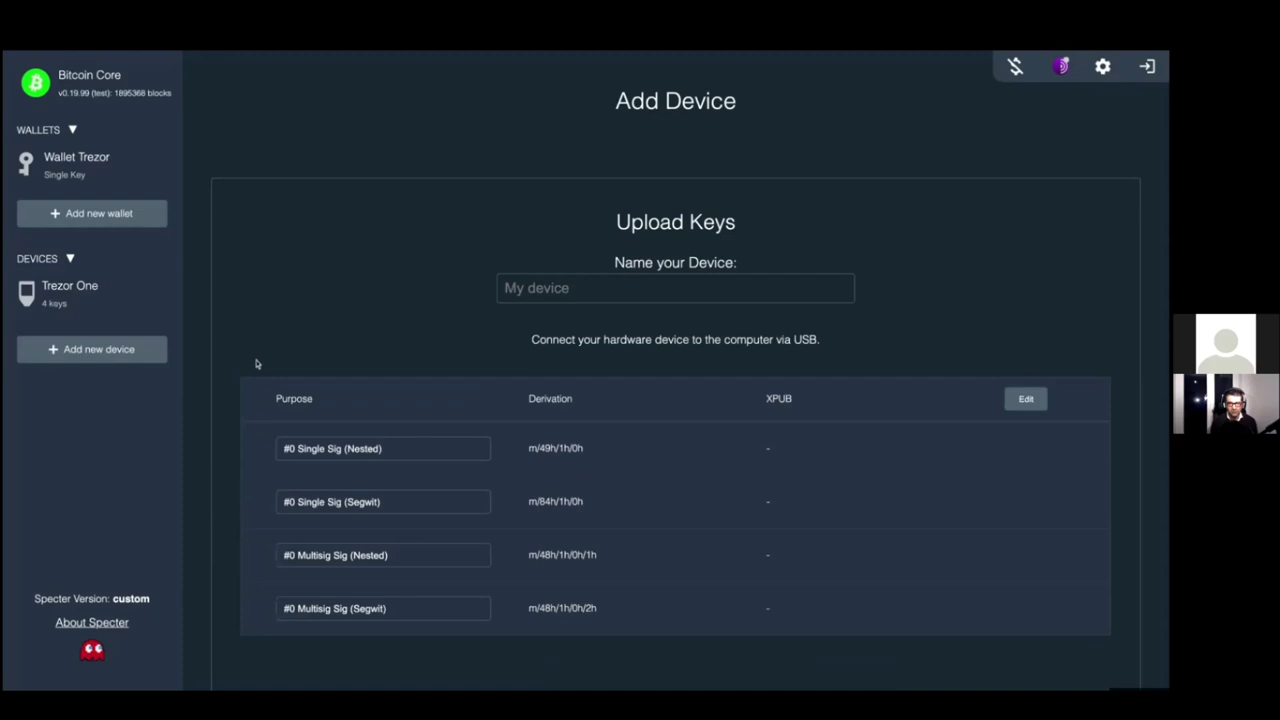 Bitcoin Core
v0.19.99 (test): 1895368 blocks
WALLETS ▼
Wallet Trezor
Single Key
+ Add new wallet
DEVICES ▼
Trezor One
4 keys
+ Add new device
Specter Version: custom
About Specter
Add Device
Upload Keys
Name your Device:
My device
Connect your hardware device to the computer via USB.
Purpose Derivation XPUB Edit
#0 Single Sig (Nested) m/49h/1h/0h -
#0 Single Sig (Segwit) m/84h/1h/0h -
#0 Multisig Sig (Nested) m/48h/1h/0h/1h -
#0 Multisig Sig (Segwit) m/48h/1h/0h/2h -